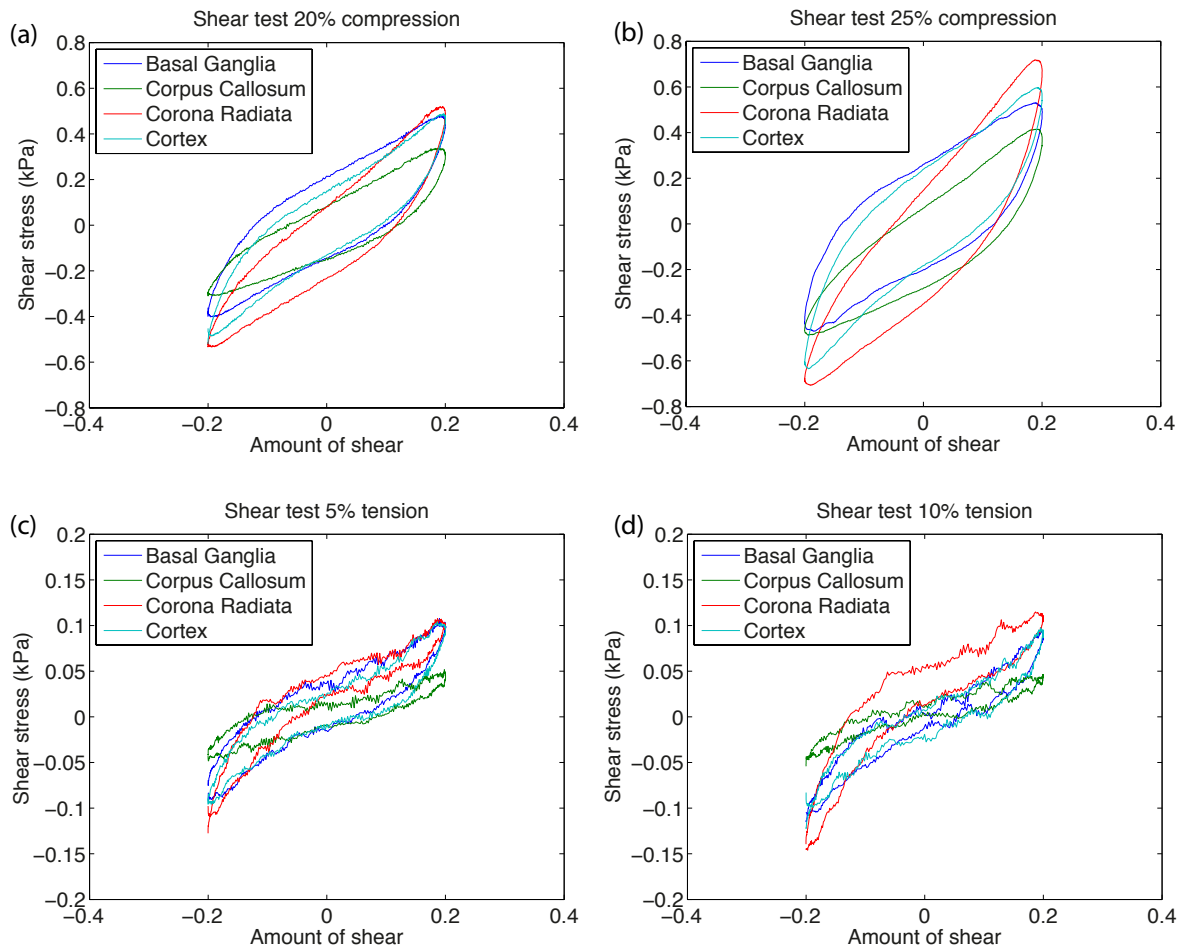 (a)
Shear test 20% compression
Basal Ganglia
Corpus Callosum
Corona Radiata
Cortex
Shear stress (kPa)
0.8
0.6
0.4
0.2
0
−0.2
−0.4
−0.6
−0.8
−0.4 −0.2 0 0.2 0.4
Amount of shear
(b)
Shear test 25% compression
Basal Ganglia
Corpus Callosum
Corona Radiata
Cortex
Shear stress (kPa)
0.8
0.6
0.4
0.2
0
−0.2
−0.4
−0.6
−0.8
−0.4 −0.2 0 0.2 0.4
Amount of shear
(c)
Shear test 5% tension
Basal Ganglia
Corpus Callosum
Corona Radiata
Cortex
Shear stress (kPa)
0.2
0.15
0.1
0.05
0
−0.05
−0.1
−0.15
−0.2
−0.4 −0.2 0 0.2 0.4
Amount of shear
(d)
Shear test 10% tension
Basal Ganglia
Corpus Callosum
Corona Radiata
Cortex
Shear stress (kPa)
0.2
0.15
0.1
0.05
0
−0.05
−0.1
−0.15
−0.2
−0.4 −0.2 0 0.2 0.4
Amount of shear